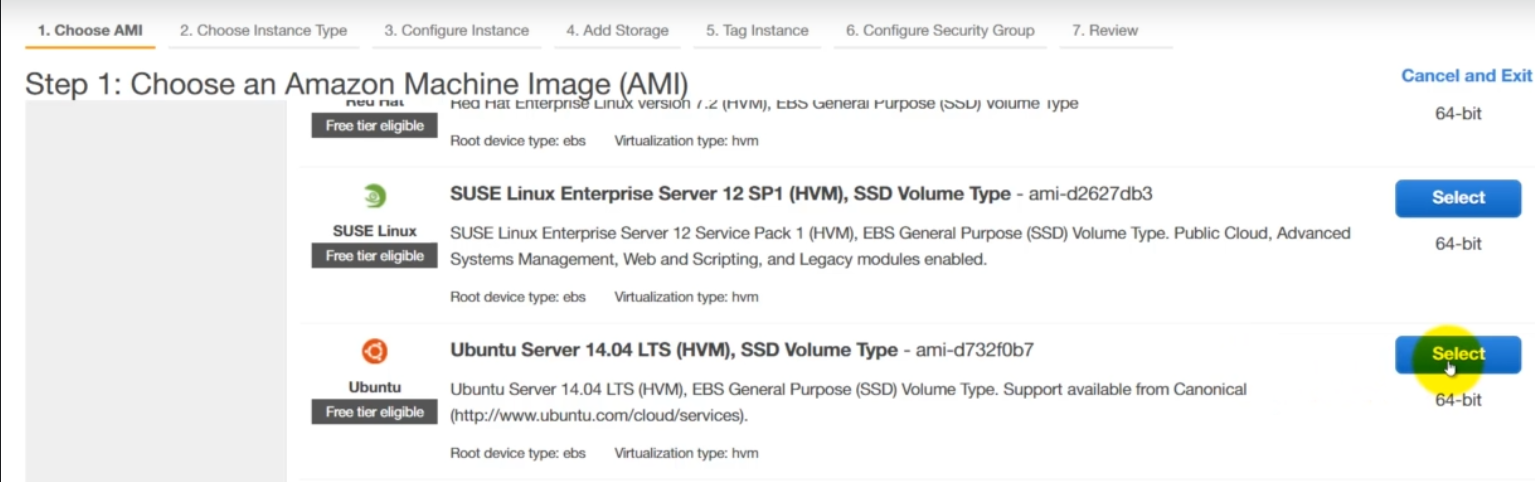 1. Choose AMI 2. Choose Instance Type 3. Configure Instance 4. Add Storage 5. Tag Instance 6. Configure Security Group 7. Review
Step 1: Choose an Amazon Machine Image (AMI)
Cancel and Exit
Red Hat
Free tier eligible
Red Hat Enterprise Linux version 7.2 (HVM), EBS General Purpose (SSD) Volume Type
Root device type: ebs Virtualization type: hvm
64-bit
SUSE Linux
Free tier eligible
SUSE Linux Enterprise Server 12 SP1 (HVM), SSD Volume Type - ami-d2627db3
SUSE Linux Enterprise Server 12 Service Pack 1 (HVM), EBS General Purpose (SSD) Volume Type. Public Cloud, Advanced
Systems Management, Web and Scripting, and Legacy modules enabled.
Root device type: ebs Virtualization type: hvm
Select
64-bit
Ubuntu
Free tier eligible
Ubuntu Server 14.04 LTS (HVM), SSD Volume Type - ami-d732f0b7
Ubuntu Server 14.04 LTS (HVM), EBS General Purpose (SSD) Volume Type. Support available from Canonical
(http://www.ubuntu.com/cloud/services).
Root device type: ebs Virtualization type: hvm
Select
64-bit